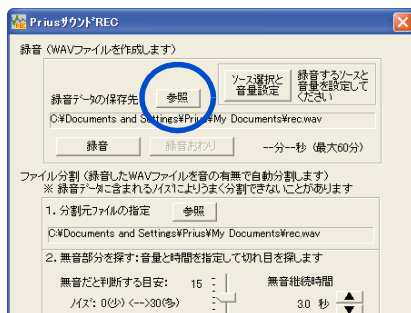 PriusｻｳﾝﾄﾞREC
録音 (WAVファイルを作成します)
録音ﾃﾞｰﾀの保存先
参照
ソース選択と
音量設定
録音するソースと
音量を設定して
ください
C:¥Documents and Settings¥Prius¥My Documents¥rec.wav
録音
録音おわり
--分--秒 (最大60分)
ファイル分割 (録音したWAVファイルを音の有無で自動分割します)
※ 録音ﾃﾞｰﾀに含まれるﾉｲｽﾞによりうまく分割できないことがあります
1. 分割元ﾌｧｲﾙの指定
参照
C:¥Documents and Settings¥Prius¥My Documents¥rec.wav
2. 無音部分を探す：音量と時間を指定して切れ目を探します
無音だと判断する目安: 15
無音継続時間
ﾉｲｽﾞ: 0(少) <-->30(多)
3.0 秒